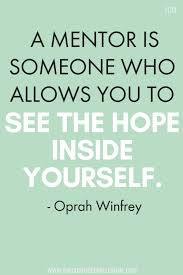 A MENTOR IS
SOMEONE WHO
ALLOWS YOU TO
SEE THE HOPE
INSIDE
YOURSELF.
- Oprah Winfrey